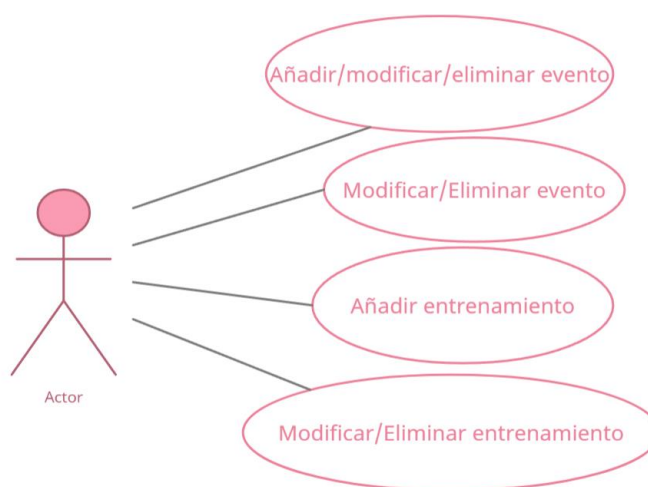 Añadir/modificar/eliminar evento
Modificar/Eliminar evento
Añadir entrenamiento
Actor
Modificar/Eliminar entrenamiento